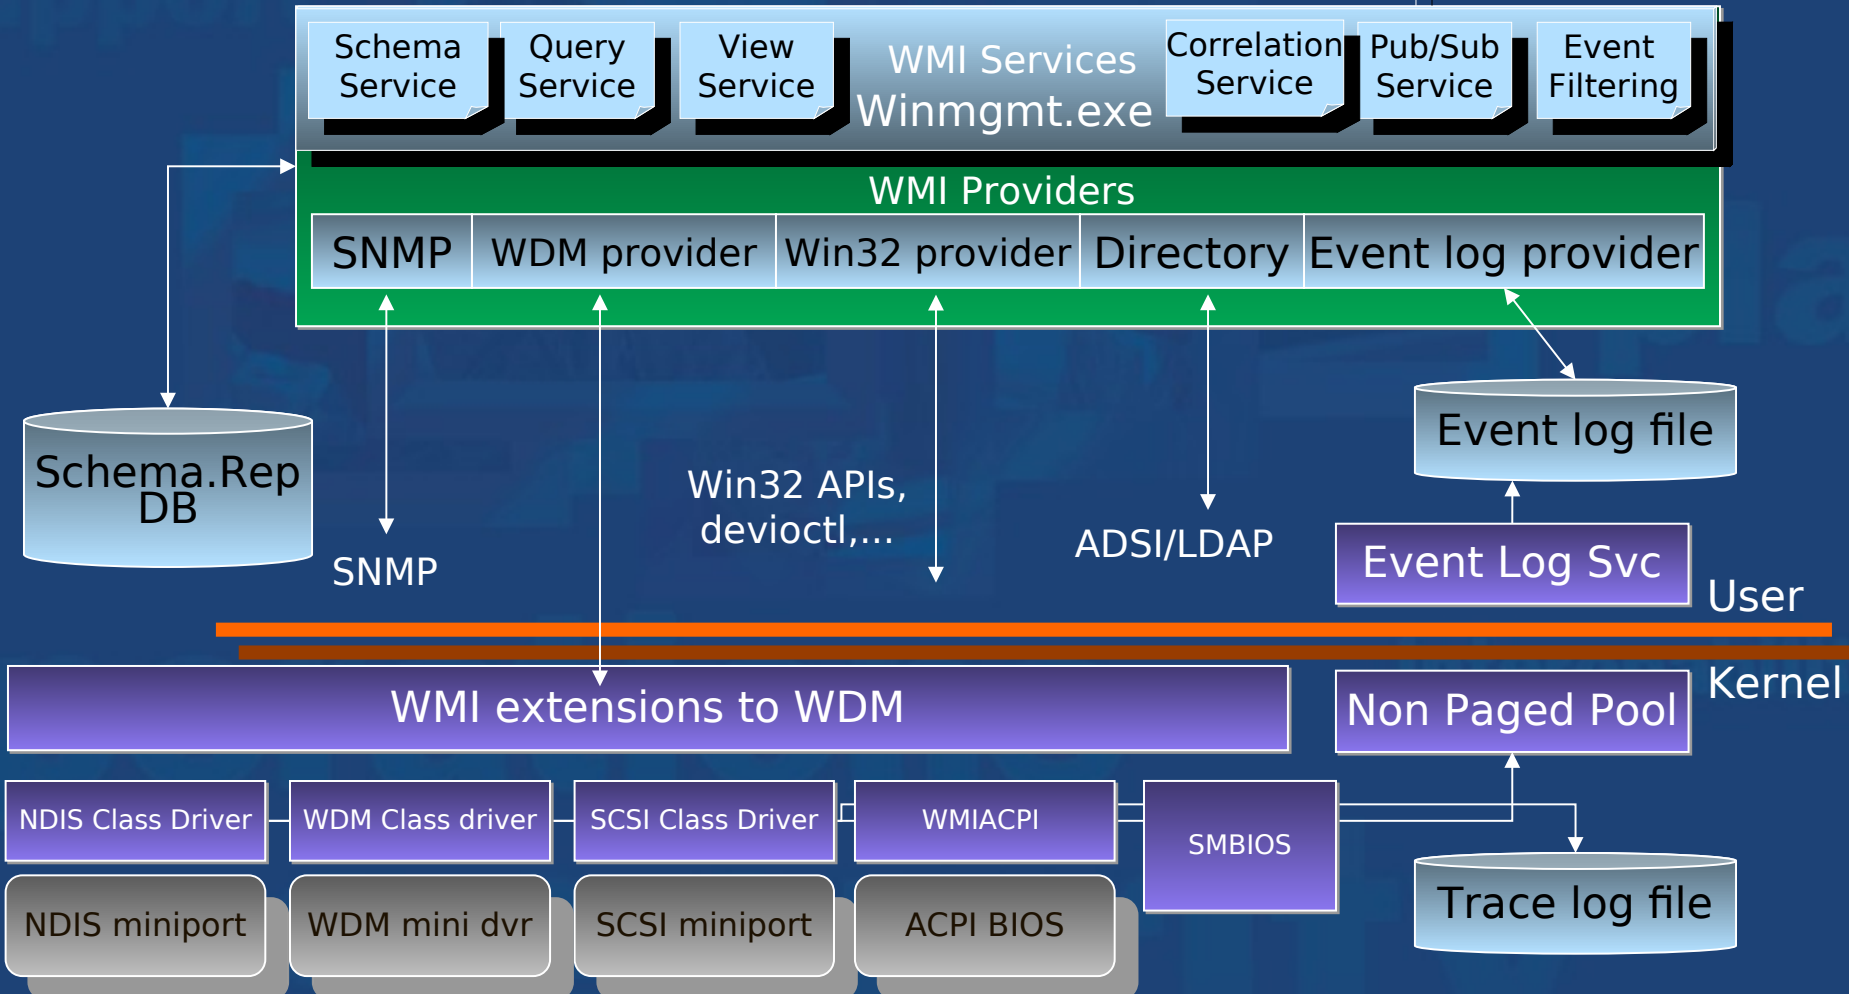 Schema
Service
Query
Service
View
Service
WMI Services
Winmgmt.exe
Correlation
Service
Pub/Sub
Service
Event
FIltering
WMI Providers
SNMP
WDM provider
Win32 provider
Directory
Event log provider
Schema.Rep
DB
SNMP
Win32 APIs,
devioctl,...
ADSI/LDAP
Event log file
Event Log Svc
User
Kernel
WMI extensions to WDM
Non Paged Pool
NDIS Class Driver
WDM Class driver
SCSI Class Driver
WMIACPI
SMBIOS
NDIS miniport
WDM mini dvr
SCSI miniport
ACPI BIOS
Trace log file